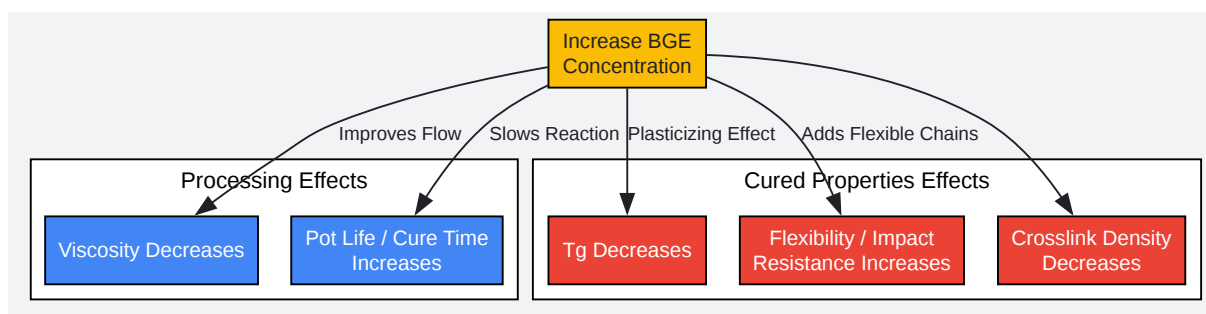 Increase BGE
Concentration
Improves Flow
Slows Reaction
Plasticizing Effect
Adds Flexible Chains
Processing Effects
Cured Properties Effects
Viscosity Decreases
Pot Life / Cure Time
Increases
Tg Decreases
Flexibility / Impact
Resistance Increases
Crosslink Density
Decreases